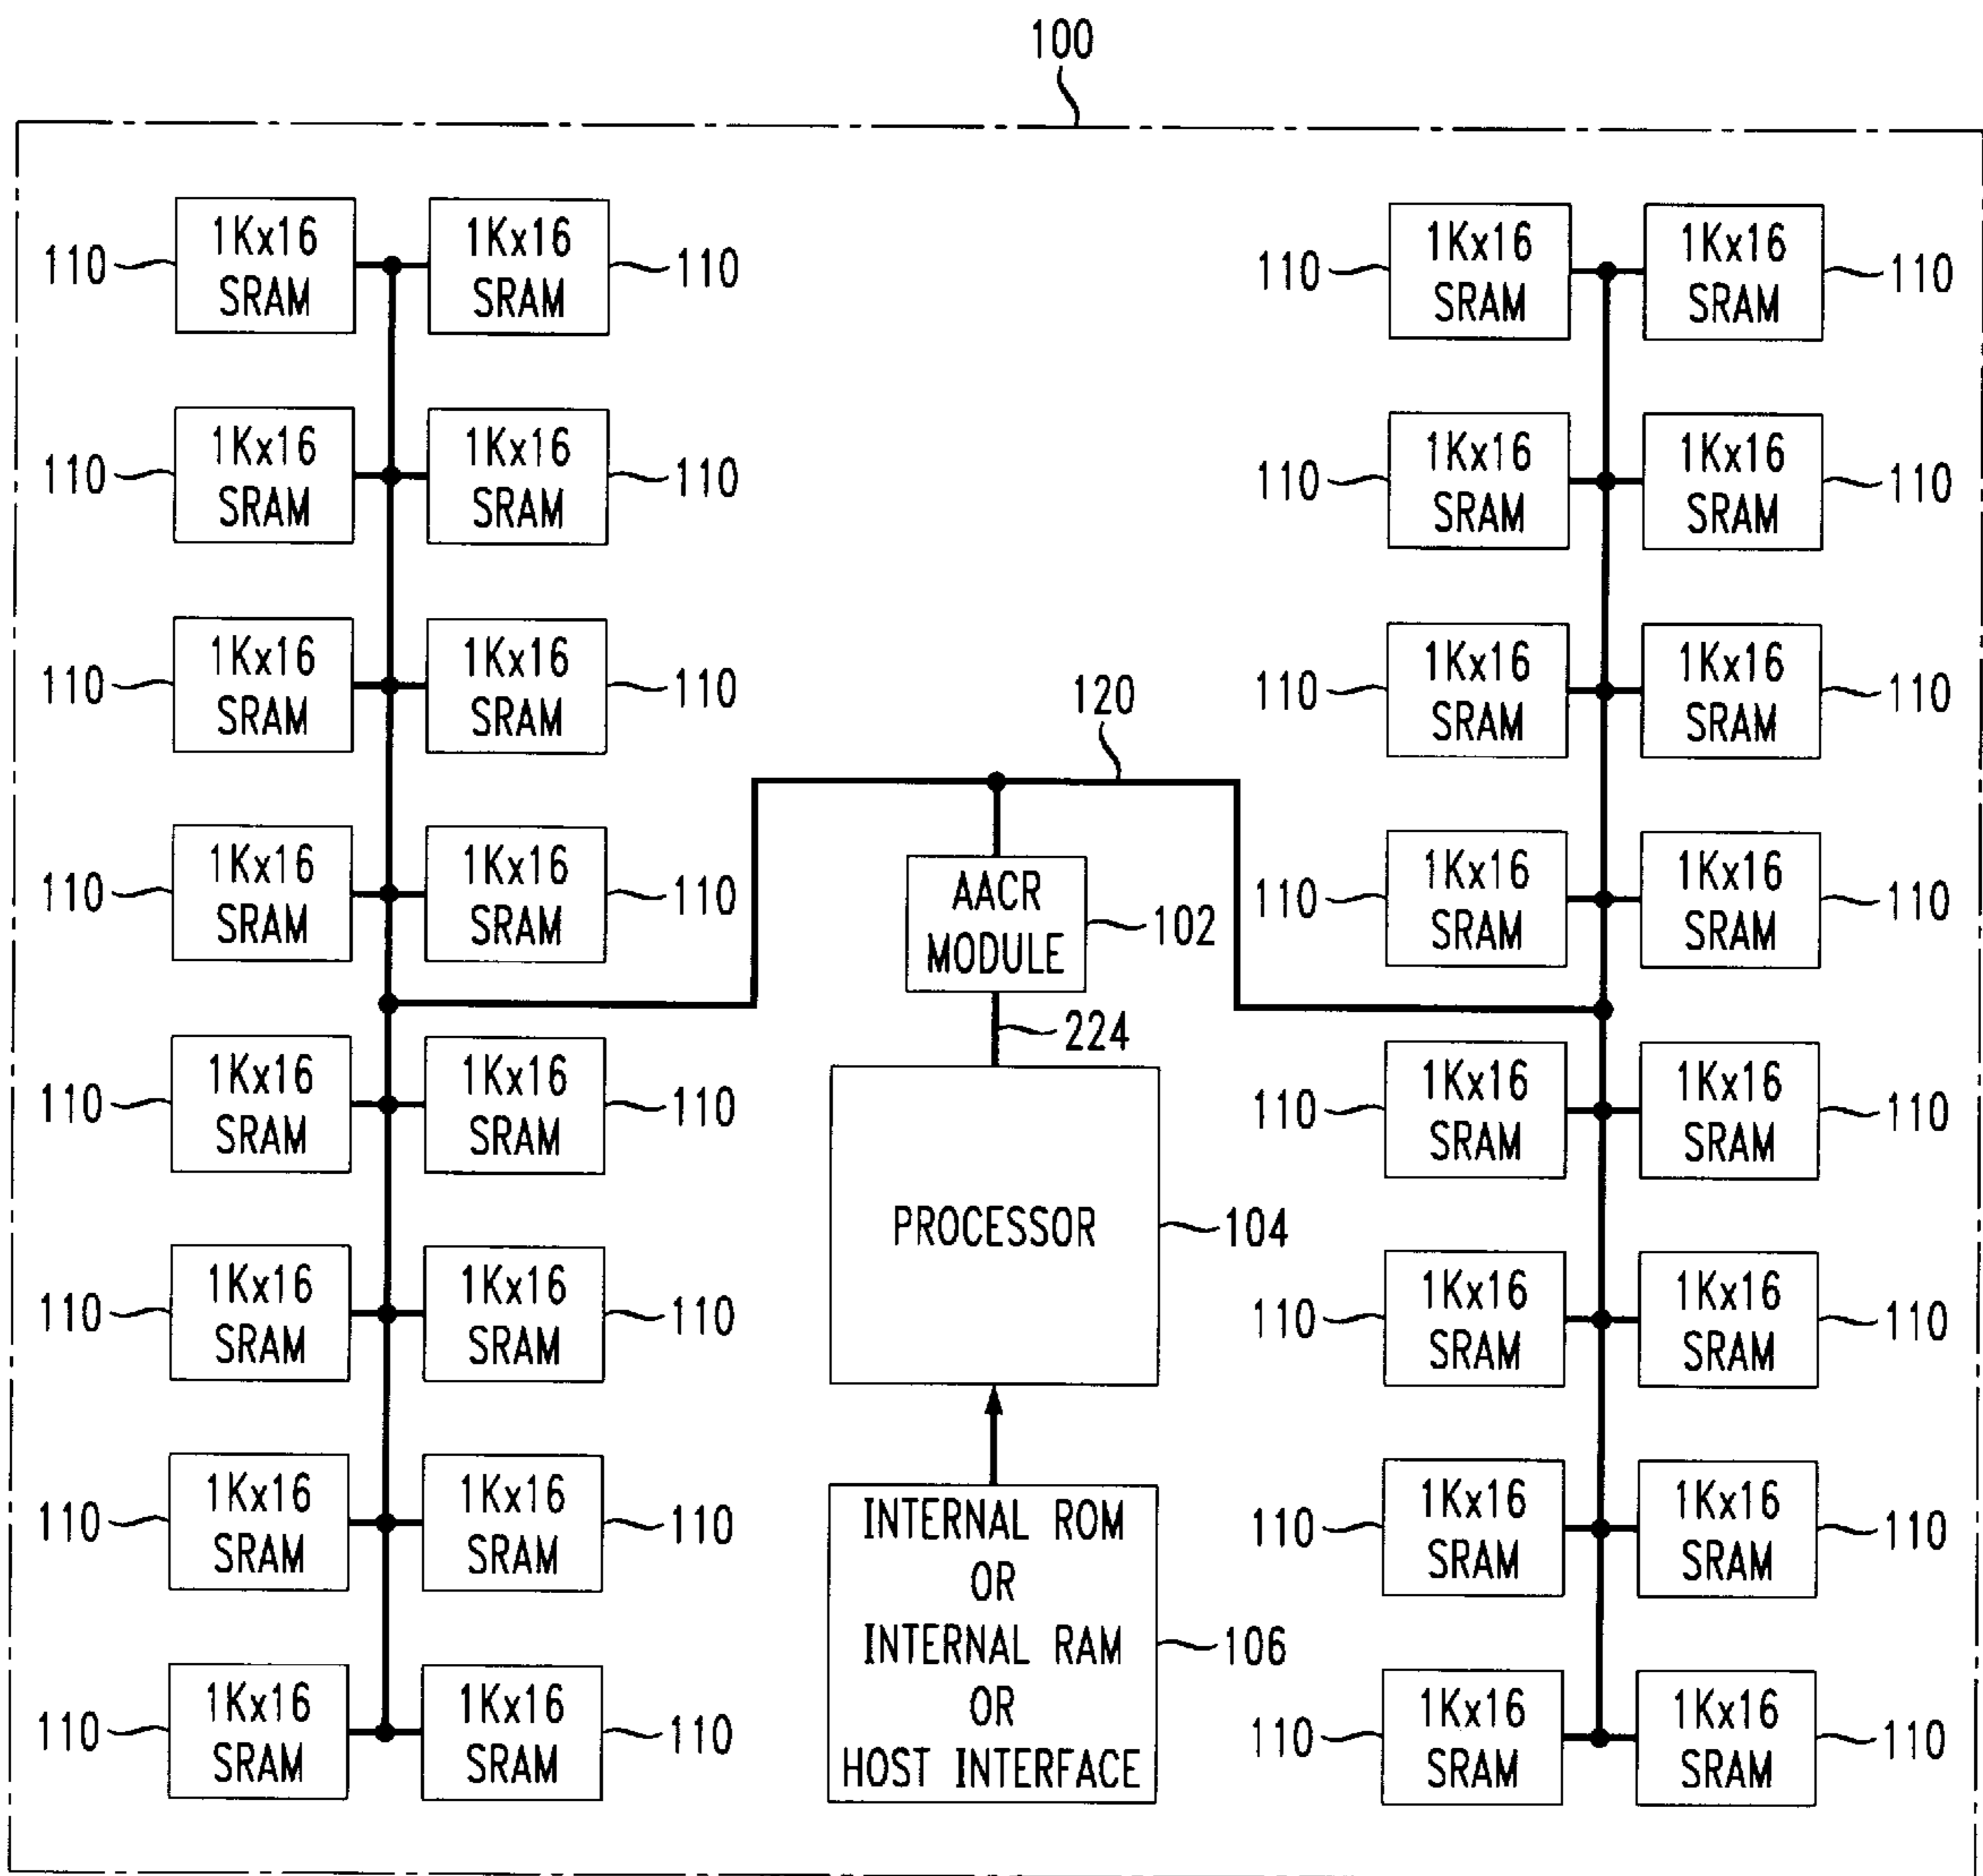 100
1Kx16 1Kx16 1Kx16 1Kx16
110 SRAM SRAM 110 110 SRAM SRAM 110
1Kx16 1Kx16 1Kx16 1Kx16
110 SRAM SRAM 110 110 SRAM SRAM 110
1Kx16 1Kx16 1Kx16 1Kx16
110 SRAM SRAM 110 110 SRAM SRAM 110
120
1Kx16 1Kx16 1Kx16 1Kx16
110 SRAM SRAM 110 110 SRAM SRAM 110
AACR
MODULE 102
224
1Kx16 1Kx16 1Kx16 1Kx16
110 SRAM SRAM 110 110 SRAM SRAM 110
PROCESSOR 104
1Kx16 1Kx16 1Kx16 1Kx16
110 SRAM SRAM 110 110 SRAM SRAM 110
1Kx16 1Kx16 1Kx16 1Kx16
110 SRAM SRAM 110 110 SRAM SRAM 110
INTERNAL ROM
OR
INTERNAL RAM 106
OR
HOST INTERFACE
1Kx16 1Kx16 1Kx16 1Kx16
110 SRAM SRAM 110 110 SRAM SRAM 110